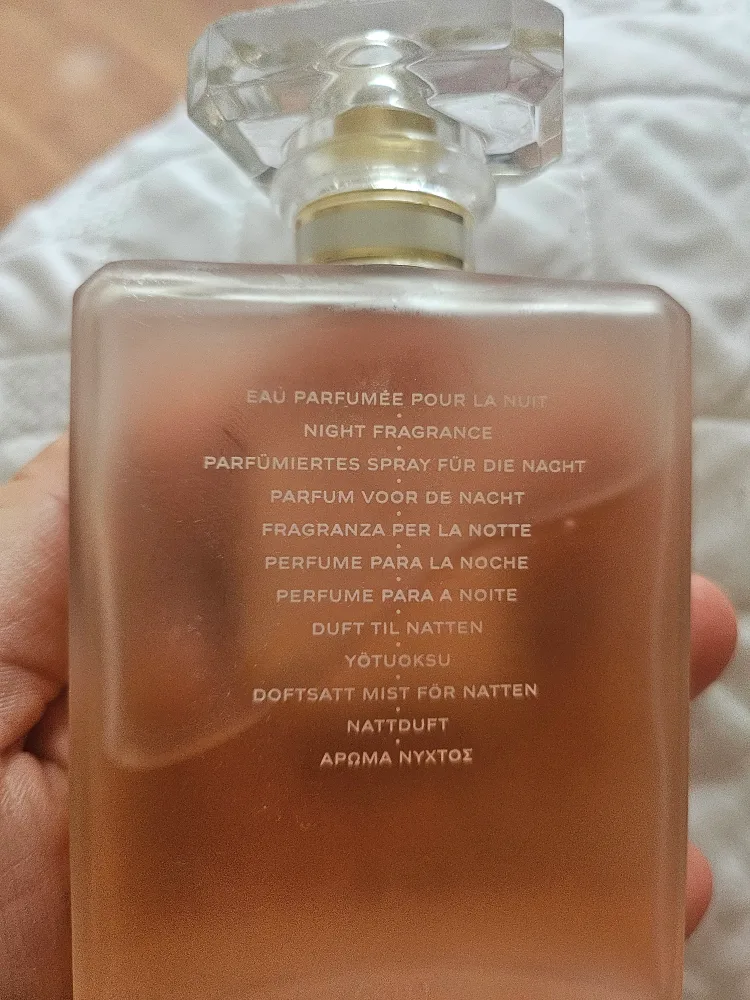 EAU PARFUMÉE POUR LA NUIT
NIGHT FRAGRANCE
PARFÜMIERTES SPRAY FÜR DIE NACHT
PARFUM VOOR DE NACHT
FRAGRANZA PER LA NOTTE
PERFUME PARA LA NOCHE
PERFUME PARA A NOITE
DUFT TIL NATTEN
YÖTUOKSU
DOFTSATT MIST FÖR NATTEN
NATTDUFT
ΑΡΩΜΑ ΝΥΧΤΟΣ